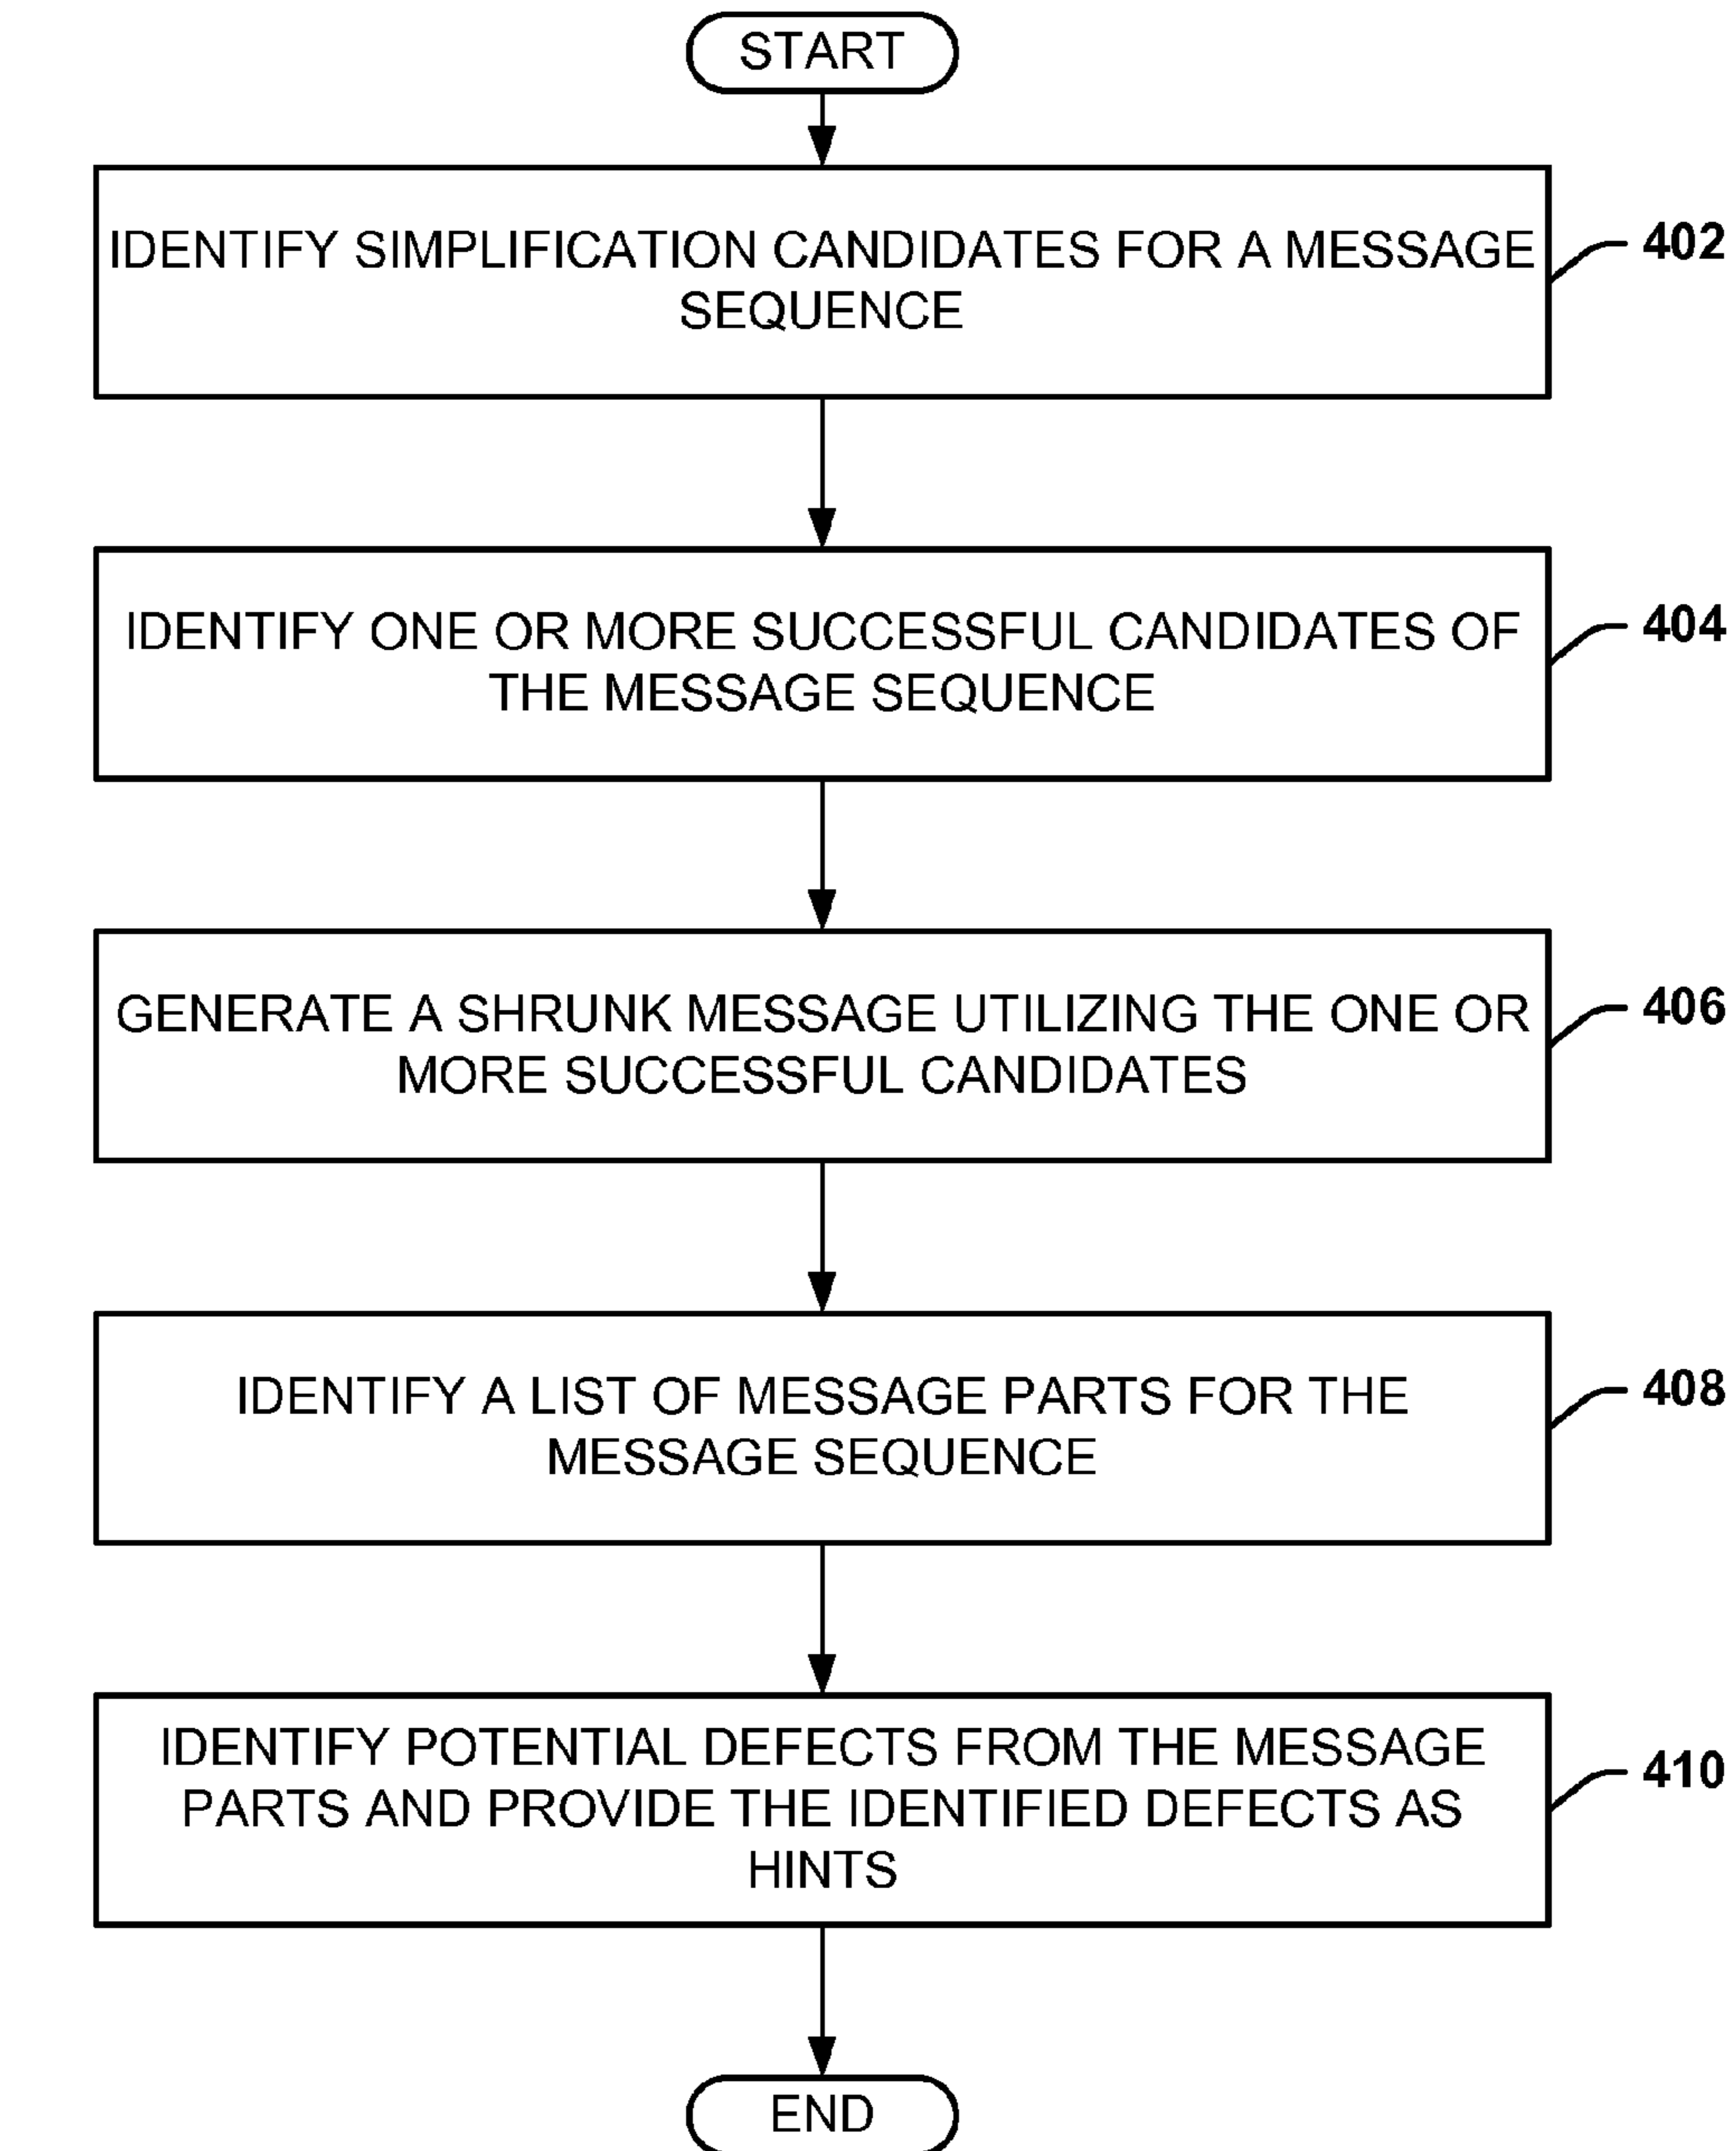 START
IDENTIFY SIMPLIFICATION CANDIDATES FOR A MESSAGE
SEQUENCE
402
IDENTIFY ONE OR MORE SUCCESSFUL CANDIDATES OF
THE MESSAGE SEQUENCE
404
GENERATE A SHRUNK MESSAGE UTILIZING THE ONE OR
MORE SUCCESSFUL CANDIDATES
406
IDENTIFY A LIST OF MESSAGE PARTS FOR THE
MESSAGE SEQUENCE
408
IDENTIFY POTENTIAL DEFECTS FROM THE MESSAGE
PARTS AND PROVIDE THE IDENTIFIED DEFECTS AS
HINTS
410
END